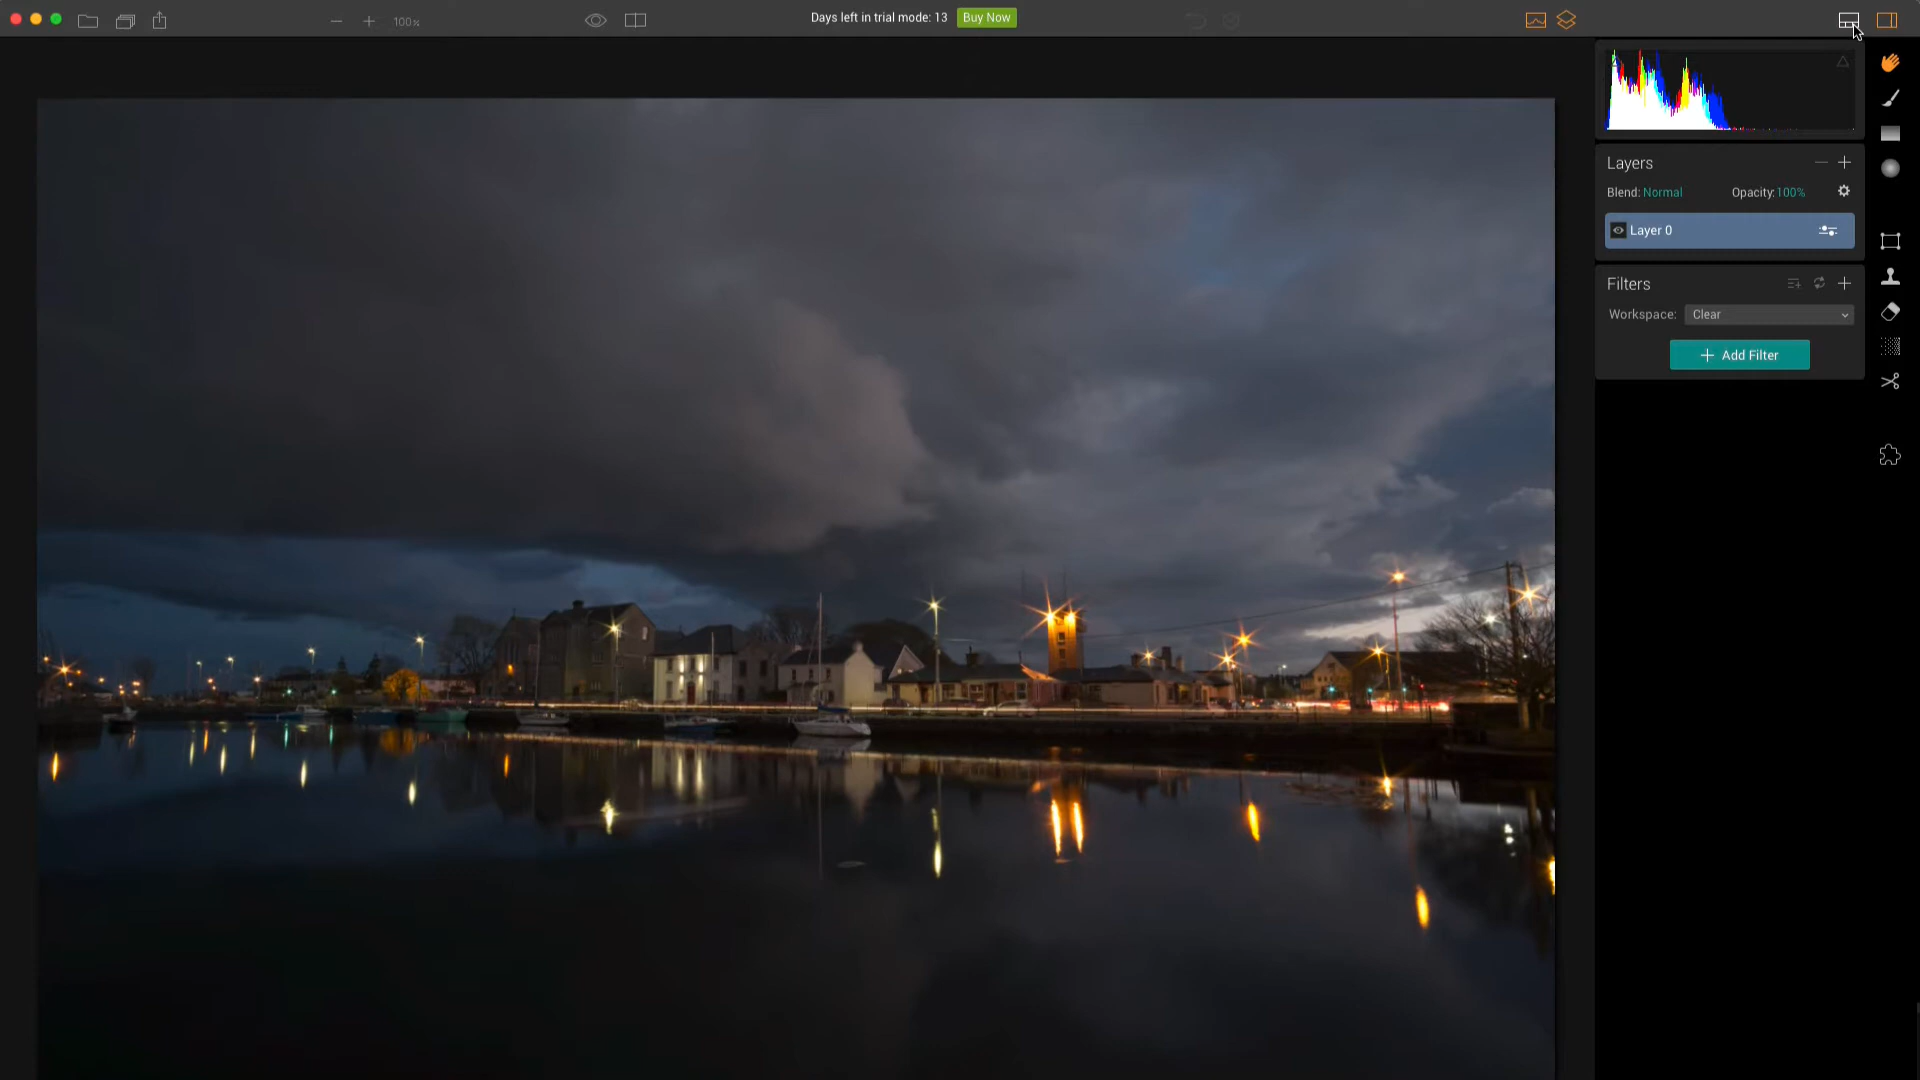 100%
Days left in trial mode: 13
Buy Now
Layers
Blend: Normal
Opacity: 100%
Layer 0
Filters
Workspace:
Clear
Add Filter